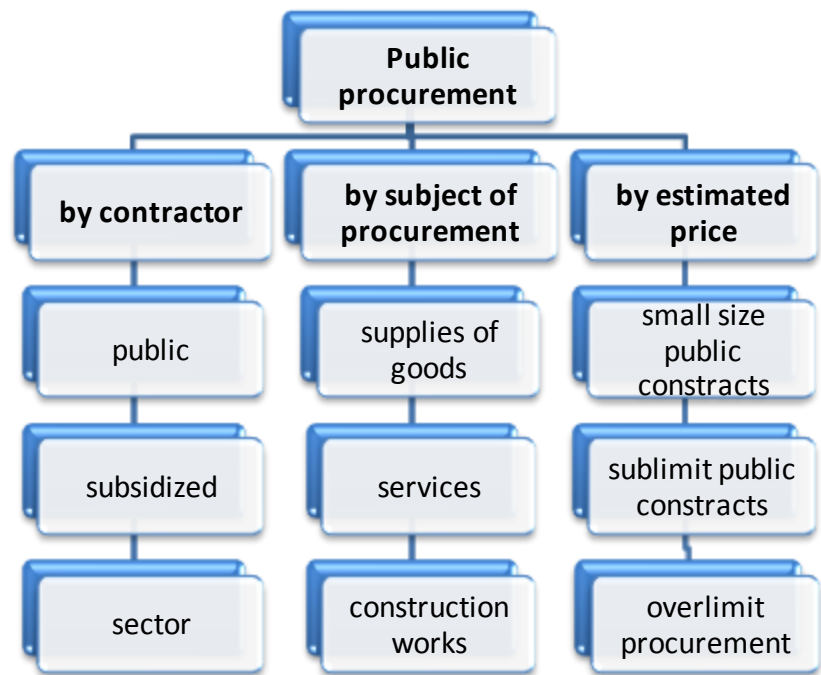 Public
procurement
by contractor
by subject of
procurement
by estimated
price
public
supplies of
goods
small size
public
constracts
subsidized
services
sublimit public
constracts
sector
construction
works
overlimit
procurement